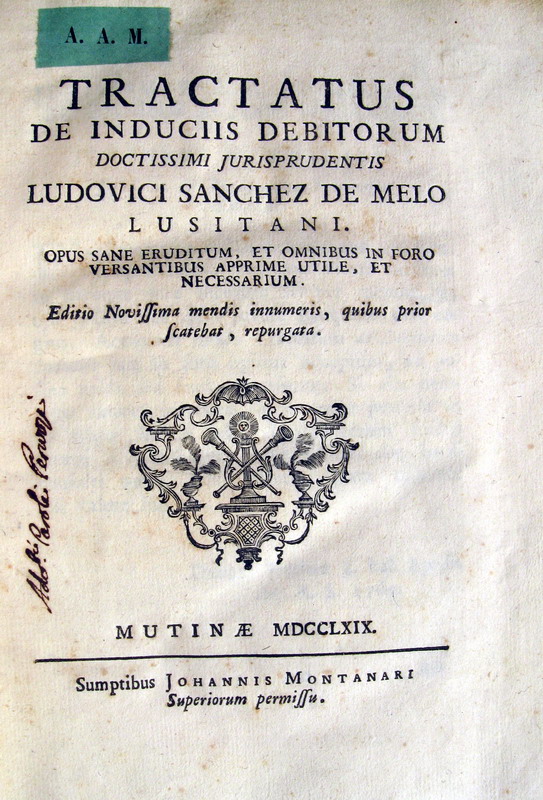 A. A. M.
TRACTATUS
DE INDUCIIS DEBITORUM
DOCTISSIMI JURISPRUDENTIS
LUDOVICI SANCHEZ DE MELO
LUSITANI.
OPUS SANE ERUDITUM, ET OMNIBUS IN FORO
VERSANTIBUS APPRIME UTILE, ET
NECESSARIUM.
Editio Noviſſima mendis innumeris, quibus prior
ſcatebat, repurgata.
MUTINÆ MDCCLXIX.
Sumptibus JOHANNIS MONTANARI
Superiorum permiſſu.